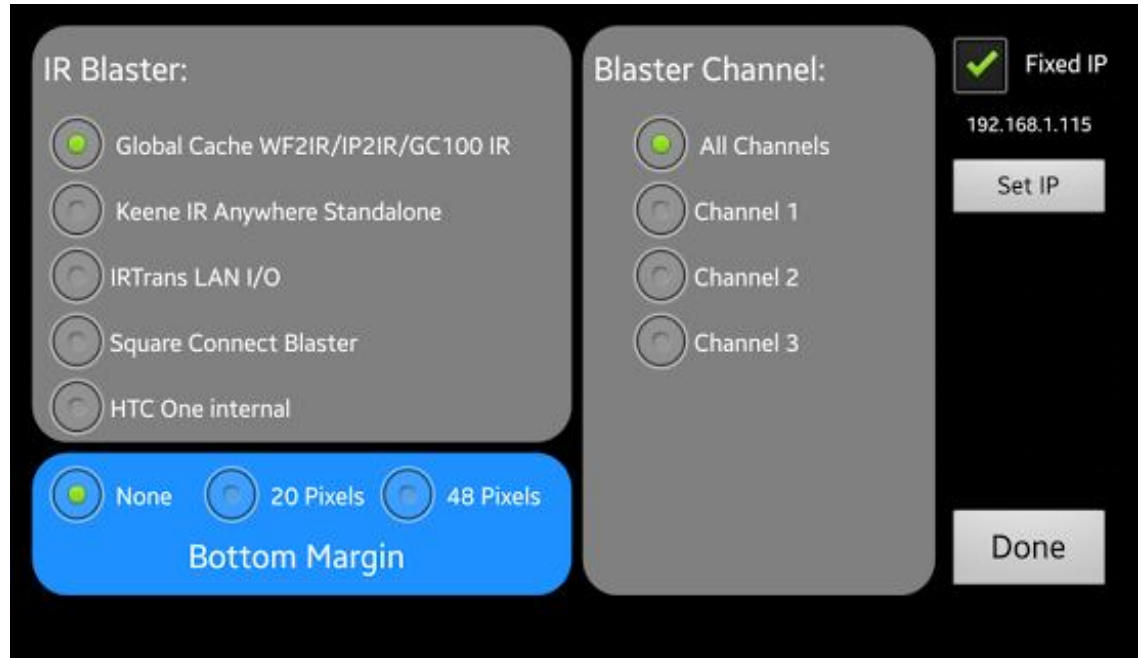 IR Blaster:
Global Cache WF2IR/IP2IR/GC100 IR
Keene IR Anywhere Standalone
IRTrans LAN I/O
Square Connect Blaster
HTC One internal
None 20 Pixels 48 Pixels
Bottom Margin
Blaster Channel:
All Channels
Channel 1
Channel 2
Channel 3
Fixed IP
192.168.1.115
Set IP
Done